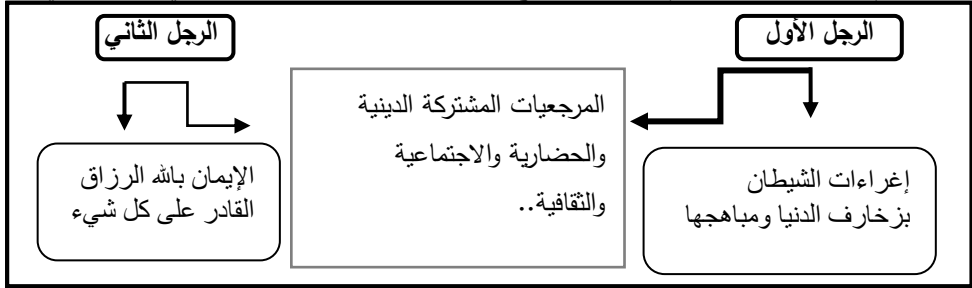 الرجل الأول
الرجل الثاني
إغراءات الشيطان
بزخارف الدنيا ومباهجها
المرجعيات المشتركة الدينية
والحضارية والاجتماعية
والثقافية..
الإيمان بالله الرزاق
القادر على كل شيء